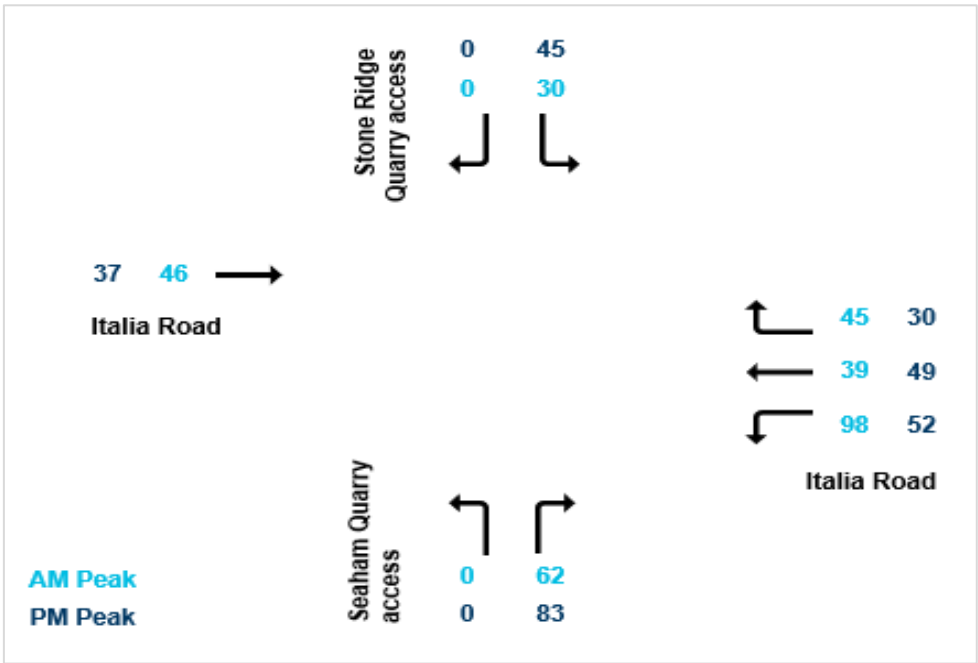 Stone Ridge
Quarry access
0 45
0 30
37 46
Italia Road
45 30
39 49
98 52
Italia Road
Seaham Quarry
access
0 62
0 83
AM Peak
PM Peak